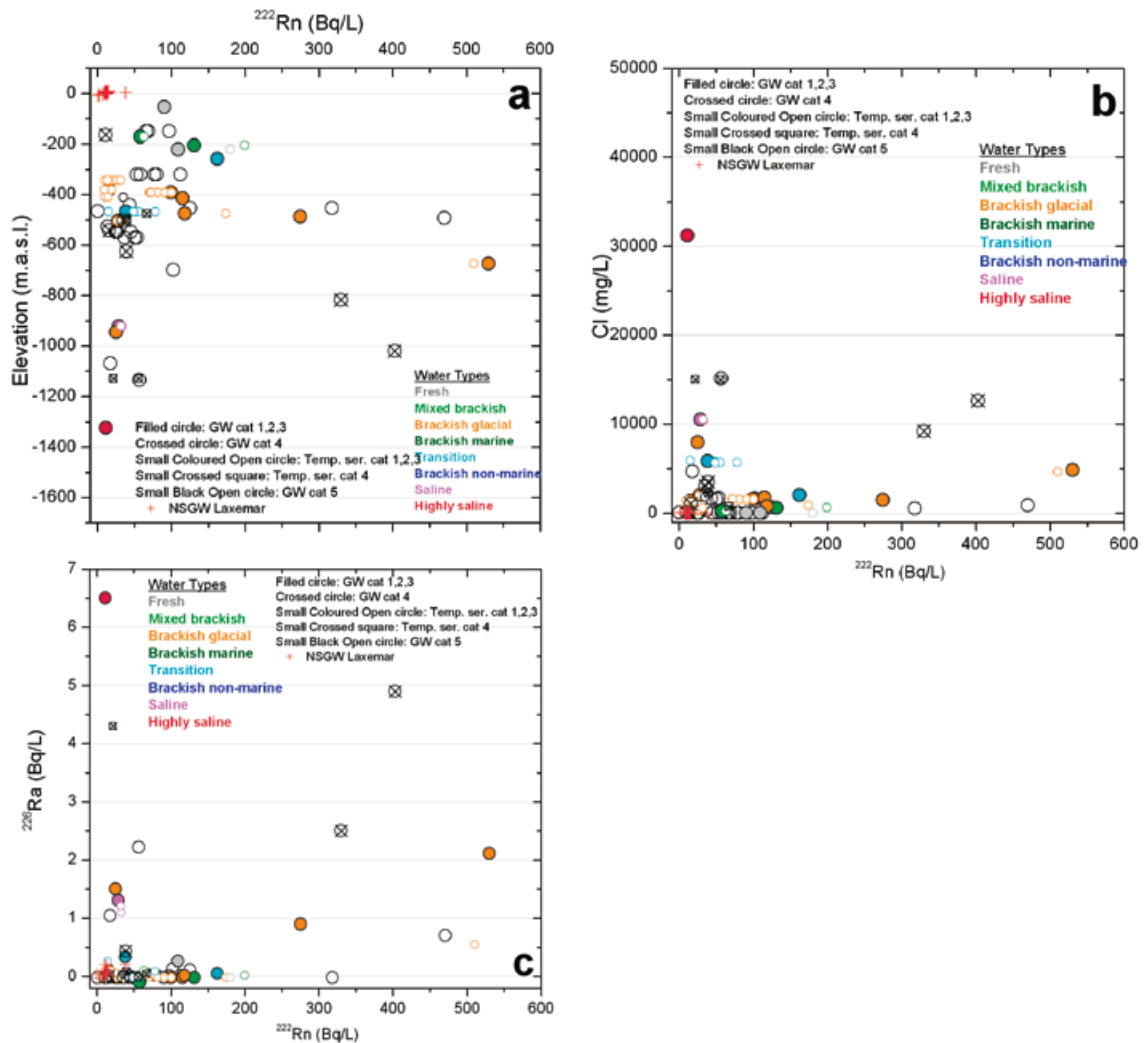 222Rn (Bq/L)
0 100 200 300 400 500 600
a
Elevation (m.a.s.l.)
0
-200
-400
-600
-800
-1000
-1200
-1400
-1600
Water Types
Fresh
Mixed brackish
Brackish glacial
Brackish marine
Transition
Brackish non-marine
Saline
Highly saline
Filled circle: GW cat 1,2,3
Crossed circle: GW cat 4
Small Coloured Open circle: Temp. ser. cat 1,2,3
Small Crossed square: Temp. ser. cat 4
Small Black Open circle: GW cat 5
+ NSGW Laxemar
b
Cl (mg/L)
50000
40000
30000
20000
10000
0
Filled circle: GW cat 1,2,3
Crossed circle: GW cat 4
Small Coloured Open circle: Temp. ser. cat 1,2,3
Small Crossed square: Temp. ser. cat 4
Small Black Open circle: GW cat 5
+ NSGW Laxemar
Water Types
Fresh
Mixed brackish
Brackish glacial
Brackish marine
Transition
Brackish non-marine
Saline
Highly saline
0 100 200 300 400 500 600
222Rn (Bq/L)
c
226Ra (Bq/L)
7
6
5
4
3
2
1
0
Water Types
Fresh
Mixed brackish
Brackish glacial
Brackish marine
Transition
Brackish non-marine
Saline
Highly saline
Filled circle: GW cat 1,2,3
Crossed circle: GW cat 4
Small Coloured Open circle: Temp. ser. cat 1,2,3
Small Crossed square: Temp. ser. cat 4
Small Black Open circle: GW cat 5
+ NSGW Laxemar
0 100 200 300 400 500 600
222Rn (Bq/L)